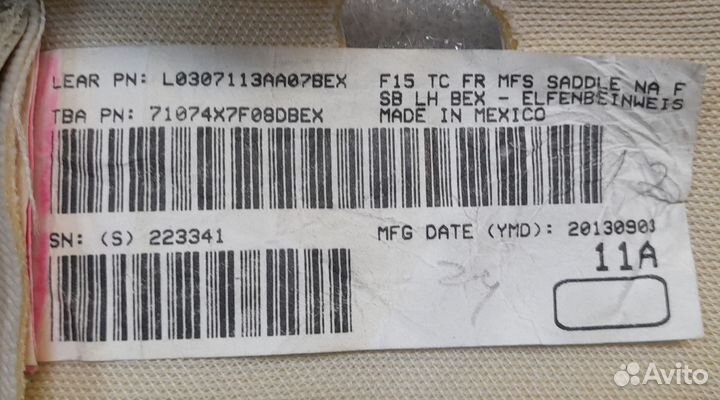 LEAR PN: L0307113AA07BEX
F15 TC FR MFS SADDLE NA F
SB LH BEX - ELFENBEINWEIS
TBA PN: 71074X7F08DBEX
MADE IN MEXICO
SN: (S) 223341
MFG DATE (YMD): 20130903
11A
Avito